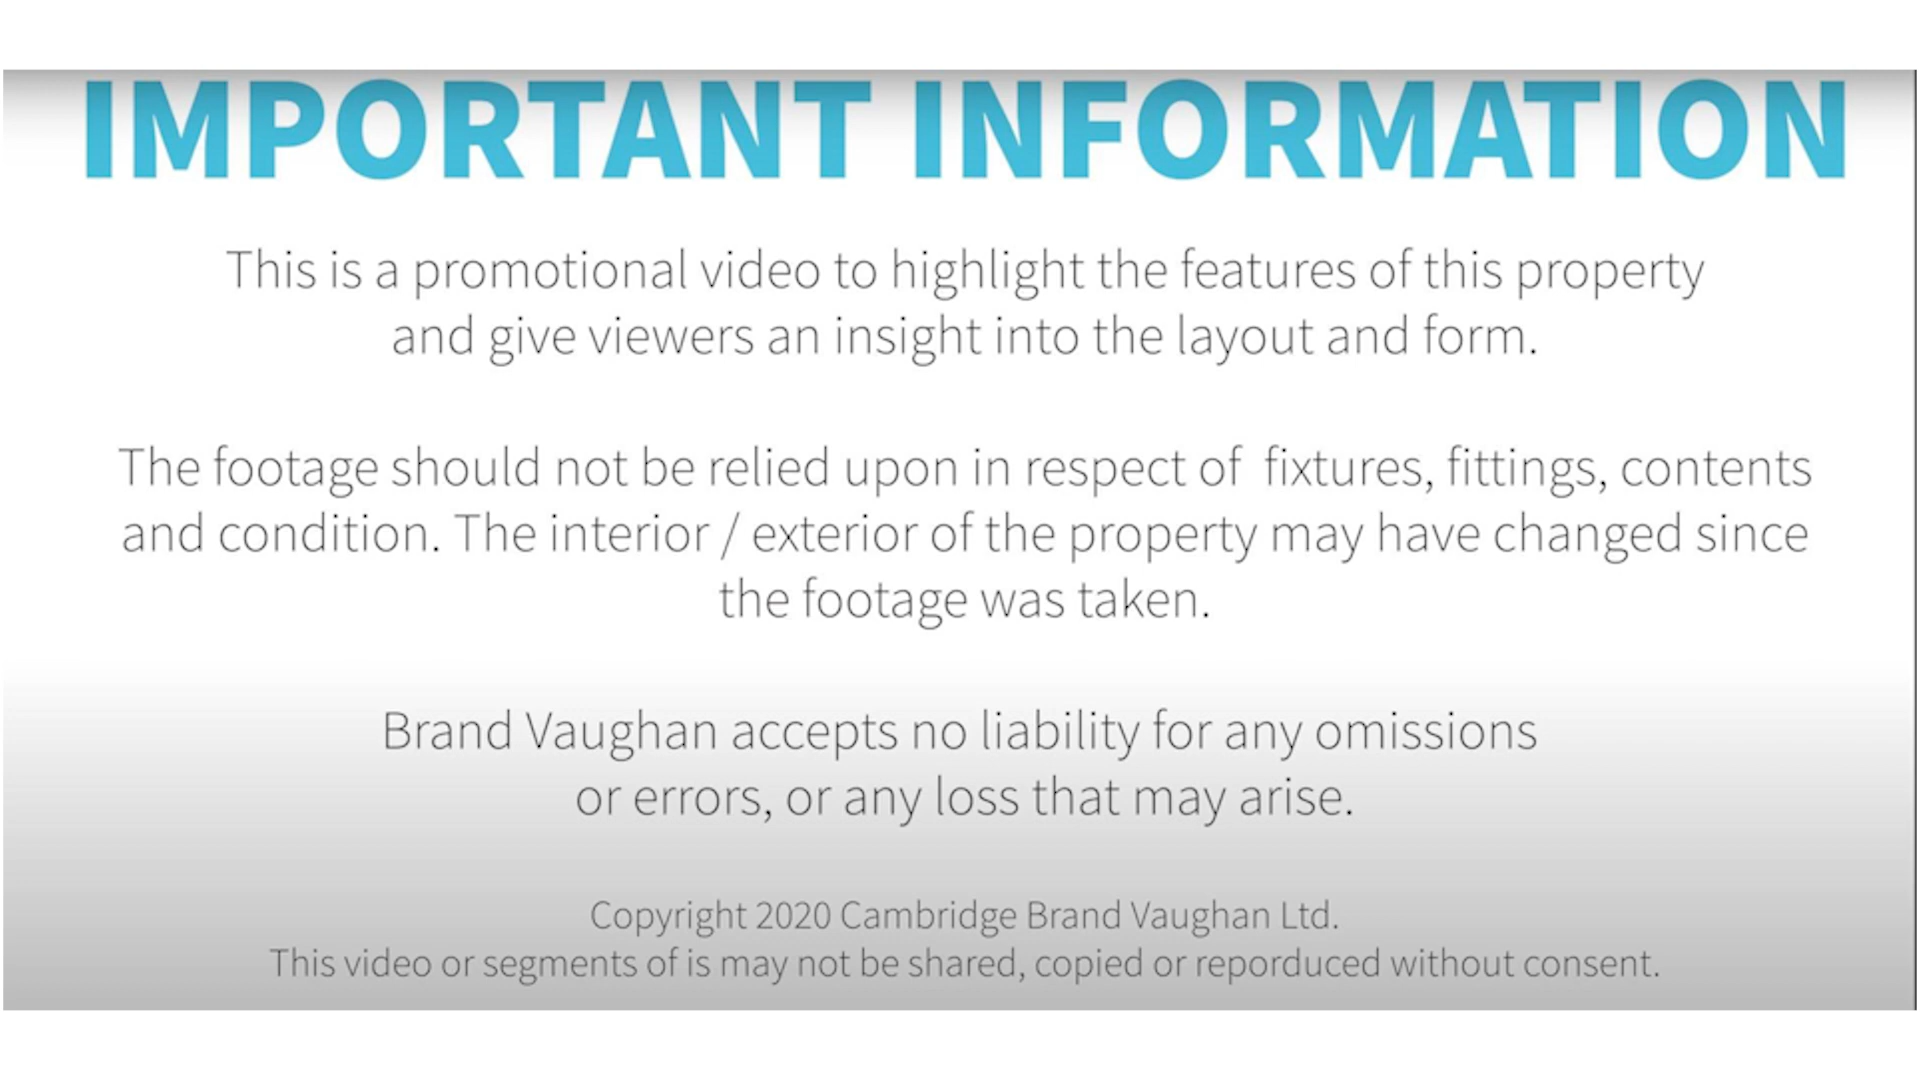 IMPORTANT INFORMATION
This is a promotional video to highlight the features of this property
and give viewers an insight into the layout and form.
The footage should not be relied upon in respect of fixtures, fittings, contents
and condition. The interior / exterior of the property may have changed since
the footage was taken.
Brand Vaughan accepts no liability for any omissions
or errors, or any loss that may arise.
Copyright 2020 Cambridge Brand Vaughan Ltd.
This video or segments of is may not be shared, copied or reporduced without consent.